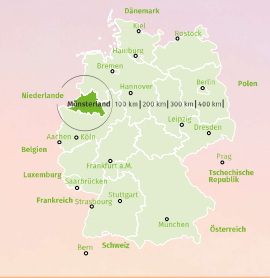 Dänemark
Kiel
Rostock
Hamburg
Bremen
Hannover
Berlin
Polen
Niederlande
Münsterland 100 km 200 km 300 km 400 km
Leipzig
Dresden
Aachen
Köln
Belgien
Prag
Frankfurt a.M.
Tschechische
Republik
Luxemburg
Saarbrücken
Stuttgart
Frankreich
Strasbourg
München
Österreich
Schweiz
Bern